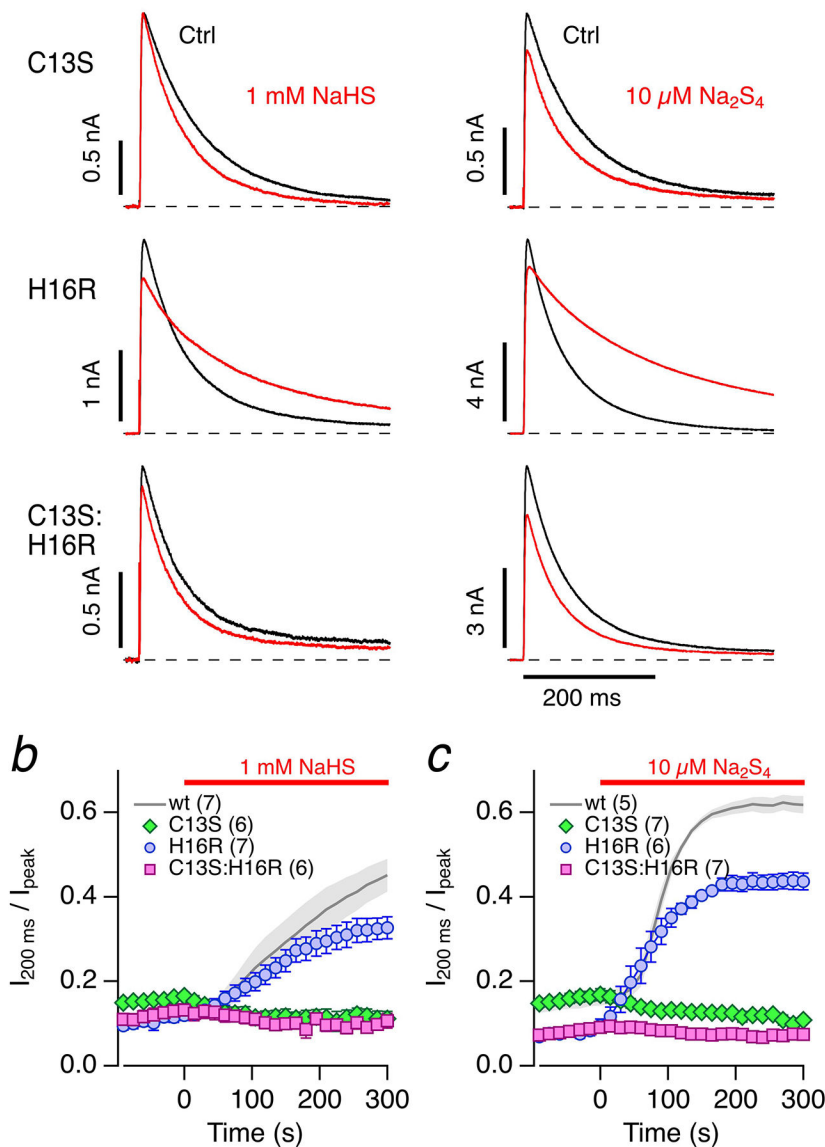 Ctrl
Ctrl
C13S
1 mM NaHS
10 µM Na₂S₄
0.5 nA
0.5 nA
H16R
1 nA
4 nA
C13S:
H16R
0.5 nA
3 nA
200 ms
b
1 mM NaHS
wt (7)
C13S (6)
H16R (7)
C13S:H16R (6)
I200 ms / Ipeak
0.6
0.4
0.2
0.0
0
100
200
300
Time (s)
c
10 µM Na₂S₄
wt (5)
C13S (7)
H16R (6)
C13S:H16R (7)
I200 ms / Ipeak
0.6
0.4
0.2
0.0
0
100
200
300
Time (s)